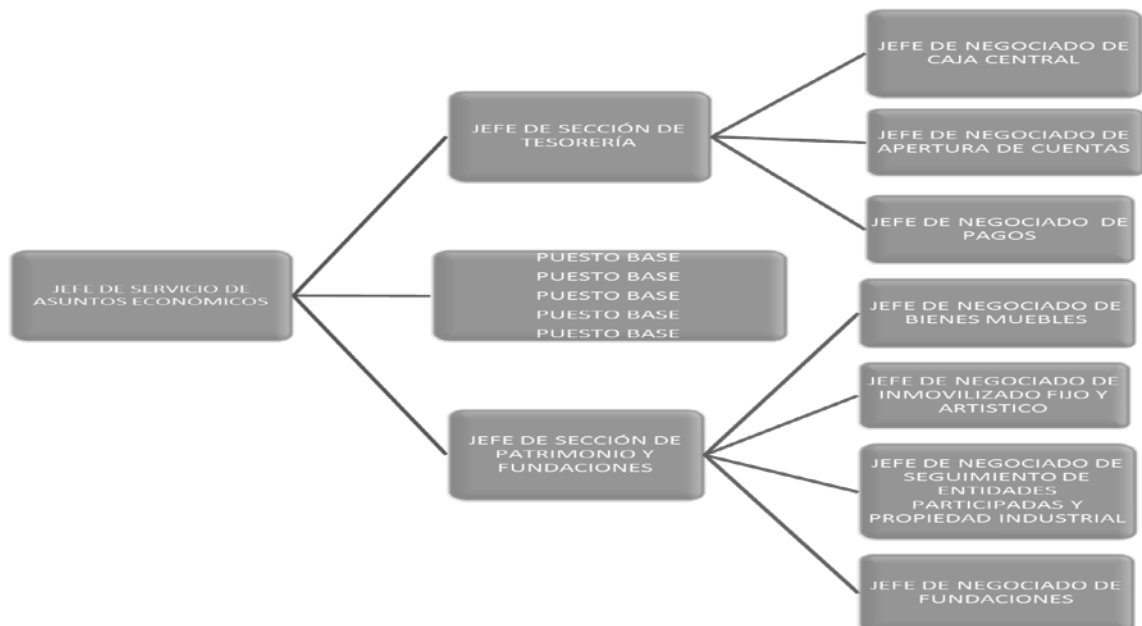 JEFE DE SERVICIO DE
ASUNTOS ECONÓMICOS
JEFE DE SECCIÓN DE
TESORERÍA
JEFE DE NEGOCIADO DE
CAJA CENTRAL
JEFE DE NEGOCIADO DE
APERTURA DE CUENTAS
JEFE DE NEGOCIADO DE
PAGOS
PUESTO BASE
PUESTO BASE
PUESTO BASE
PUESTO BASE
PUESTO BASE
JEFE DE SECCIÓN DE
PATRIMONIO Y
FUNDACIONES
JEFE DE NEGOCIADO DE
BIENES MUEBLES
JEFE DE NEGOCIADO DE
INMOVILIZADO FIJO Y
ARTISTICO
JEFE DE NEGOCIADO DE
SEGUIMIENTO DE
ENTIDADES
PARTICIPADAS Y
PROPIEDAD INDUSTRIAL
JEFE DE NEGOCIADO DE
FUNDACIONES